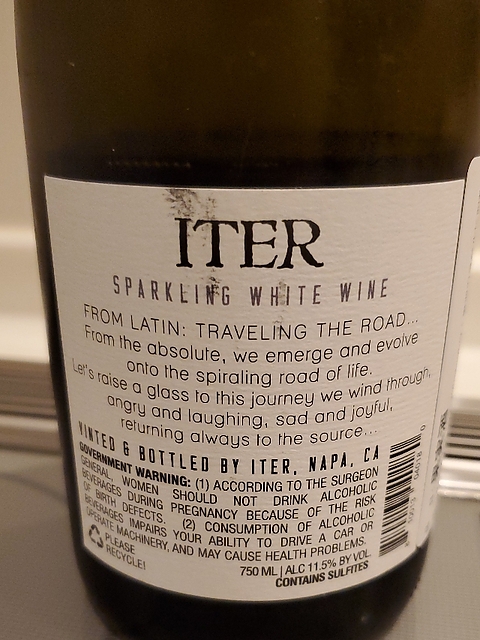 ITER
SPARKLING WHITE WINE
FROM LATIN: TRAVELING THE ROAD...
From the absolute, we emerge and evolve
onto the spiraling road of life.
Let's raise a glass to this journey we wind through,
angry and laughing, sad and joyful,
returning always to the source...
VINTED & BOTTLED BY ITER, NAPA, CA
GOVERNMENT WARNING: (1) ACCORDING TO THE SURGEON
GENERAL, WOMEN SHOULD NOT DRINK ALCOHOLIC
BEVERAGES DURING PREGNANCY BECAUSE OF THE RISK
OF BIRTH DEFECTS. (2) CONSUMPTION OF ALCOHOLIC
BEVERAGES IMPAIRS YOUR ABILITY TO DRIVE A CAR OR
OPERATE MACHINERY, AND MAY CAUSE HEALTH PROBLEMS.
PLEASE
RECYCLE!
750 ML | ALC 11.5% BY VOL.
CONTAINS SULFITES